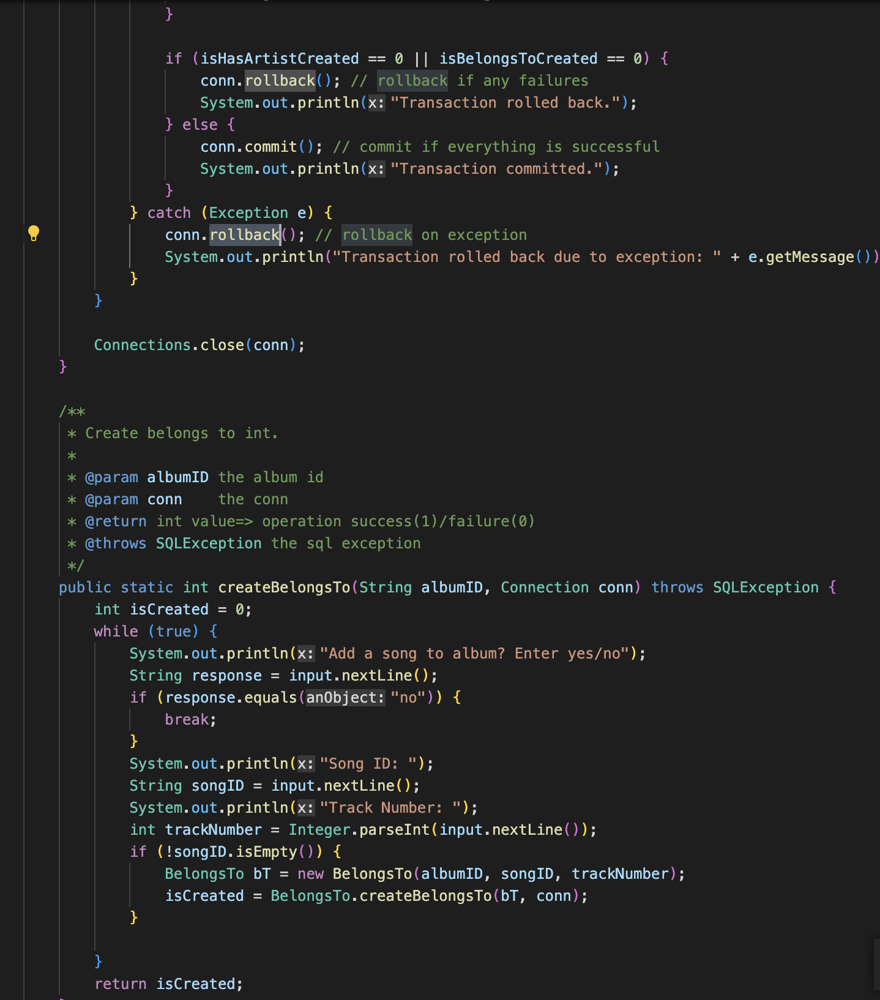 }
if (isHasArtistCreated == 0 || isBelongsToCreated == 0) {
conn.rollback(); // rollback if any failures
System.out.println(x: "Transaction rolled back.");
} else {
conn.commit(); // commit if everything is successful
System.out.println(x: "Transaction committed.");
}
} catch (Exception e) {
conn.rollback(); // rollback on exception
System.out.println("Transaction rolled back due to exception: " + e.getMessage())
}
}
Connections.close(conn);
}
/**
* Create belongs to int.
*
* @param albumID the album id
* @param conn    the conn
* @return int value=> operation success(1)/failure(0)
* @throws SQLException the sql exception
*/
public static int createBelongsTo(String albumID, Connection conn) throws SQLException {
int isCreated = 0;
while (true) {
System.out.println(x: "Add a song to album? Enter yes/no");
String response = input.nextLine();
if (response.equals(anObject: "no")) {
break;
}
System.out.println(x: "Song ID: ");
String songID = input.nextLine();
System.out.println(x: "Track Number: ");
int trackNumber = Integer.parseInt(input.nextLine());
if (!songID.isEmpty()) {
BelongsTo bT = new BelongsTo(albumID, songID, trackNumber);
isCreated = BelongsTo.createBelongsTo(bT, conn);
}
}
return isCreated;